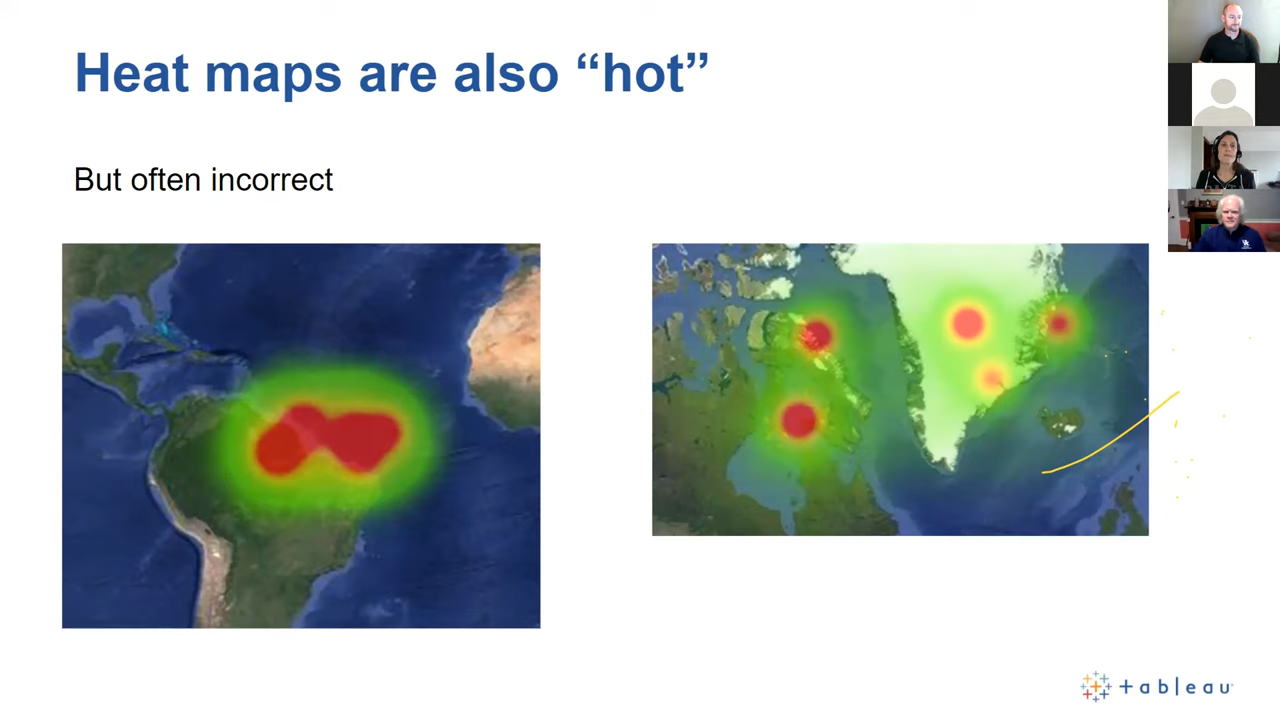 Heat maps are also “hot”
But often incorrect
+ableau